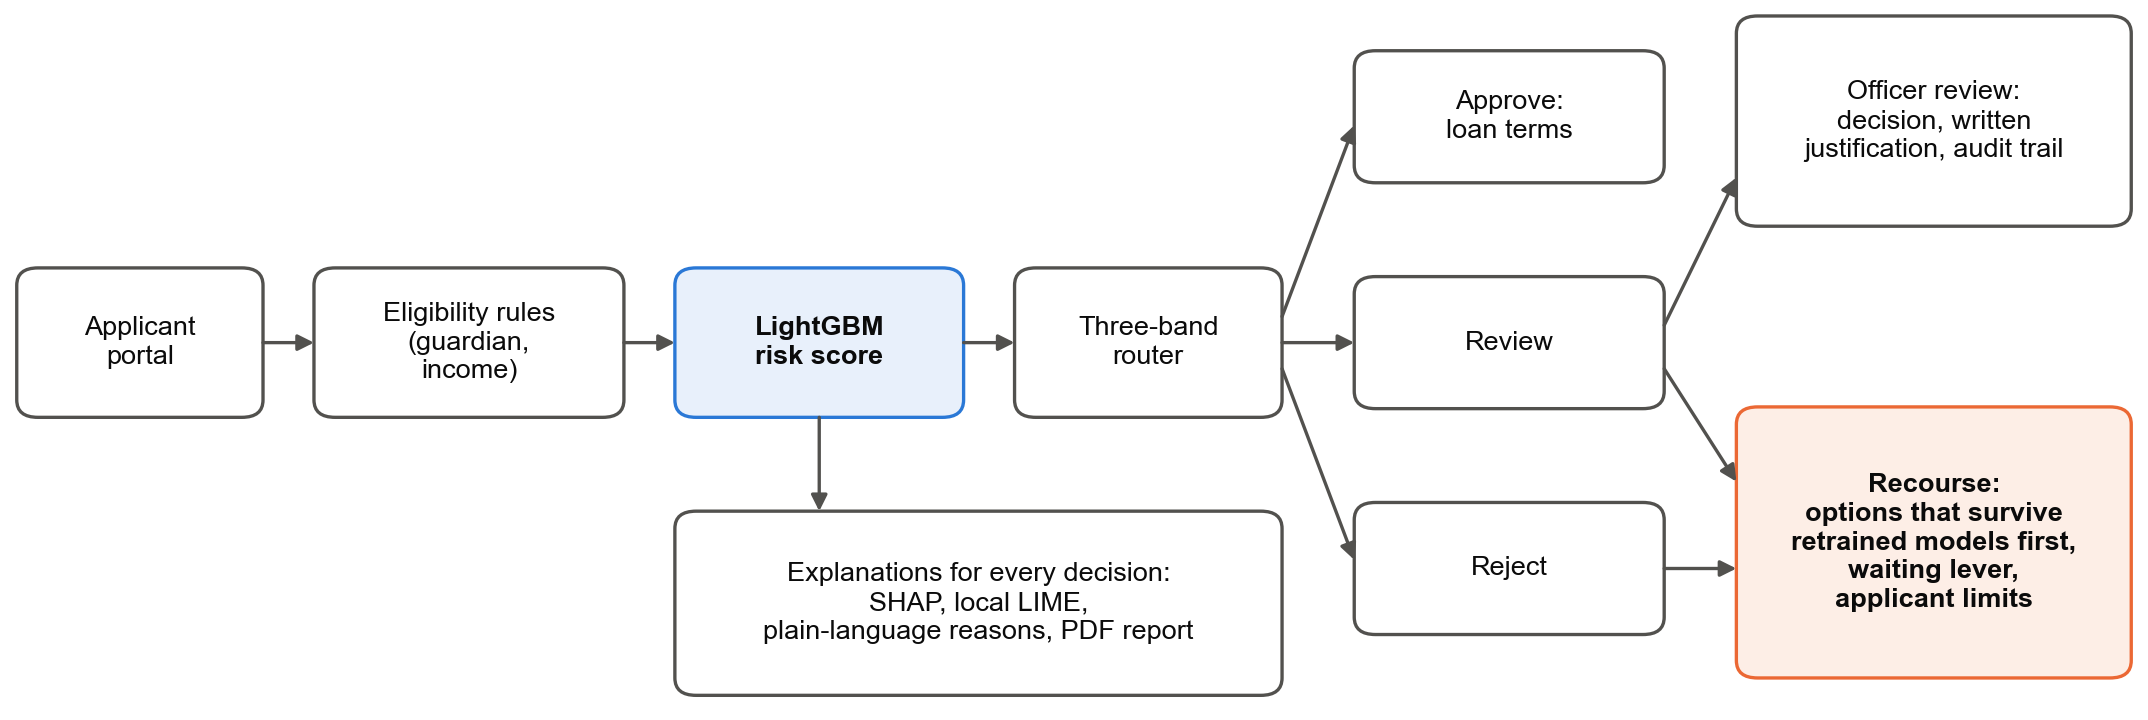 Applicant
portal
Eligibility rules
(guardian,
income)
LightGBM
risk score
Three-band
router
Explanations for every decision:
SHAP, local LIME,
plain-language reasons, PDF report
Approve:
loan terms
Review
Reject
Officer review:
decision, written
justification, audit trail
Recourse:
options that survive
retrained models first,
waiting lever,
applicant limits